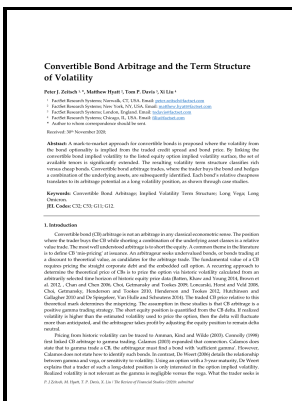 Convertible Bond Arbitrage and the Term Structure
of Volatility
Peter J. Zeitsch ¹, *, Matthew Hyatt ², Tom P. Davis ³, Xi Liu ⁴
¹ FactSet Research Systems; Norwalk, CT, USA. Email: peter.zeitsch@factset.com
² FactSet Research Systems; New York, NY, USA. Email: matthew.hyatt@factset.com
³ FactSet Research Systems; London, England. Email: todavis@factset.com
⁴ FactSet Research Systems; Chicago, IL, USA. Email: xliu@factset.com
* Author to whom correspondence should be sent
Received: 30ᵗʰ November 2020.
Abstract: A mark-to-market approach for convertible bonds is proposed where the volatility from
the bond optionality is implied from the traded credit spread and bond price. By linking the
convertible bond implied volatility to the listed equity option implied volatility surface, the set of
available tenors is significantly extended. The resulting volatility term structure classifies rich
versus cheap bonds. Convertible bond arbitrage trades, where the trader buys the bond and hedges
a combination of the underlying assets, are subsequently identified. Each bond's relative cheapness
translates to its arbitrage potential as a long volatility position, as shown through case studies.
Keywords: Convertible Bond Arbitrage; Implied Volatility Term Structure; Long Vega; Long
Omicron.
JEL Codes: C32; C53; G11; G12.
1. Introduction
Convertible bond (CB) arbitrage is not an arbitrage in any classical econometric sense. The position
where the trader buys the CB while shorting a combination of the underlying asset classes is a relative
value trade. The most well understood arbitrage is to short the equity. A common theme in the literature
is to define CB 'mis-pricing' at issuance. An arbitrageur seeks undervalued bonds, or bonds trading at
a discount to theoretical value, as candidates for the arbitrage trade. The fundamental value of a CB
requires pricing the straight corporate debt and the embedded call option. A recurring approach to
determine the theoretical price of CBs is to price the option via historic volatility calculated from an
arbitrarily selected time horizon of historic equity price data (Batten, Khaw and Young 2014, Brown et
al. 2012, , Chan and Chen 2006, Choi, Getmansky and Tookes 2009, Loncarski, Horst and Veld 2008,
Choi, Getmansky, Henderson and Tookes 2010, Henderson and Tookes 2012, Hutchinson and
Gallagher 2010 and De Spiegeleer, Van Hulle and Schoutens 2014). The traded CB price relative to this
theoretical mark determines the mispricing. The assumption in these studies is that CB arbitrage is a
positive gamma trading strategy. The short equity position is quantified from the CB delta. If realized
volatility is higher than the estimated volatility used to price the option, then the delta will fluctuate
more than anticipated, and the arbitrageur takes profit by adjusting the equity position to remain delta
neutral.
Pricing from historic volatility can be traced to Ammann, Kind and Wilde (2003). Connolly (1998)
first linked CB arbitrage to gamma trading. Calamos (2003) expanded that connection. Calamos does
state that to gamma trade a CB, the arbitrageur must find a bond with 'sufficient gamma'. However,
Calamos does not state how to identify such bonds. In contrast, De Weert (2006) details the relationship
between gamma and vega, or sensitivity to volatility. Using an option with a 3-year maturity, De Weert
explains that a trader of such a long-dated position is only interested in the option implied volatility.
Realized volatility is not relevant as the gamma is negligible versus the vega. What the trader seeks is
P. J Zeitsch, M. Hyatt, T. P. Davis, X. Liu / The Review of Financial Studies (2020) submitted